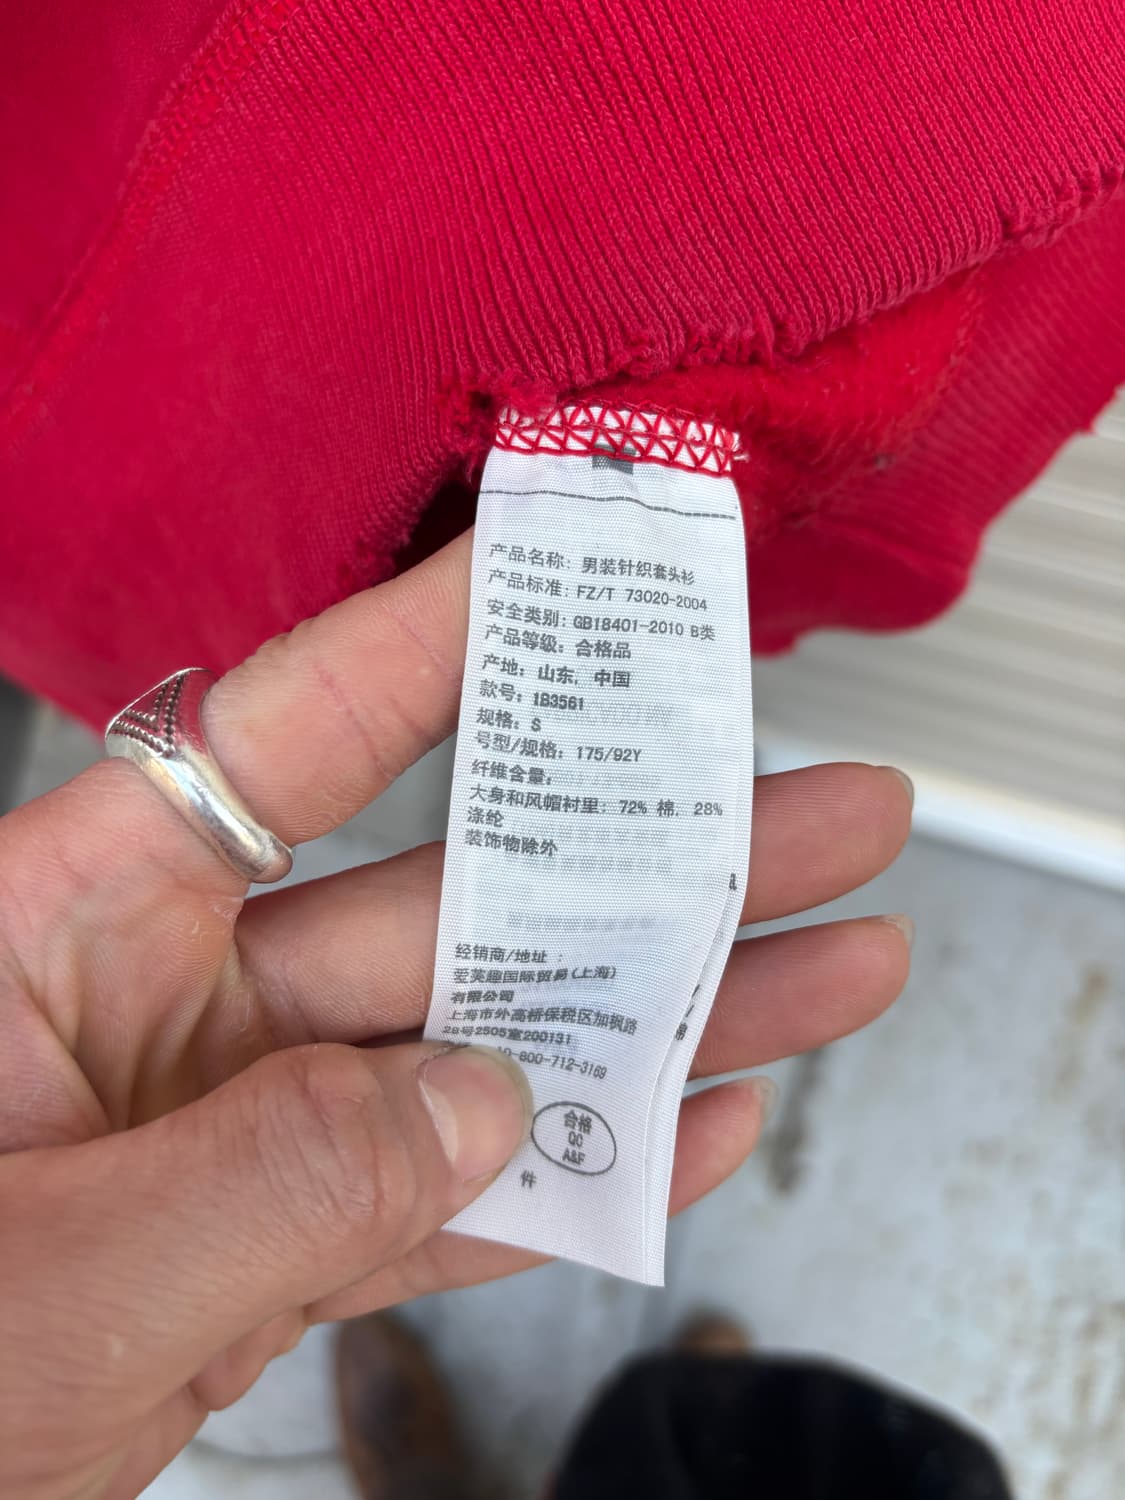 产品名称: 男装针织套头衫
产品标准: FZ/T 73020-2004
安全类别: GB18401-2010 B类
产品等级: 合格品
产地: 山东, 中国
款号: 183561
规格: S
号型/规格: 175/92Y
纤维含量:
大身和风帽衬里: 72% 棉, 28%
涤纶
装饰物除外
经销商/地址 :
爱芙趣国际贸易(上海)
有限公司
上海市外高桥保税区加枫路
28号2505室200131
-800-712-3169
合格
QC
A&F
件